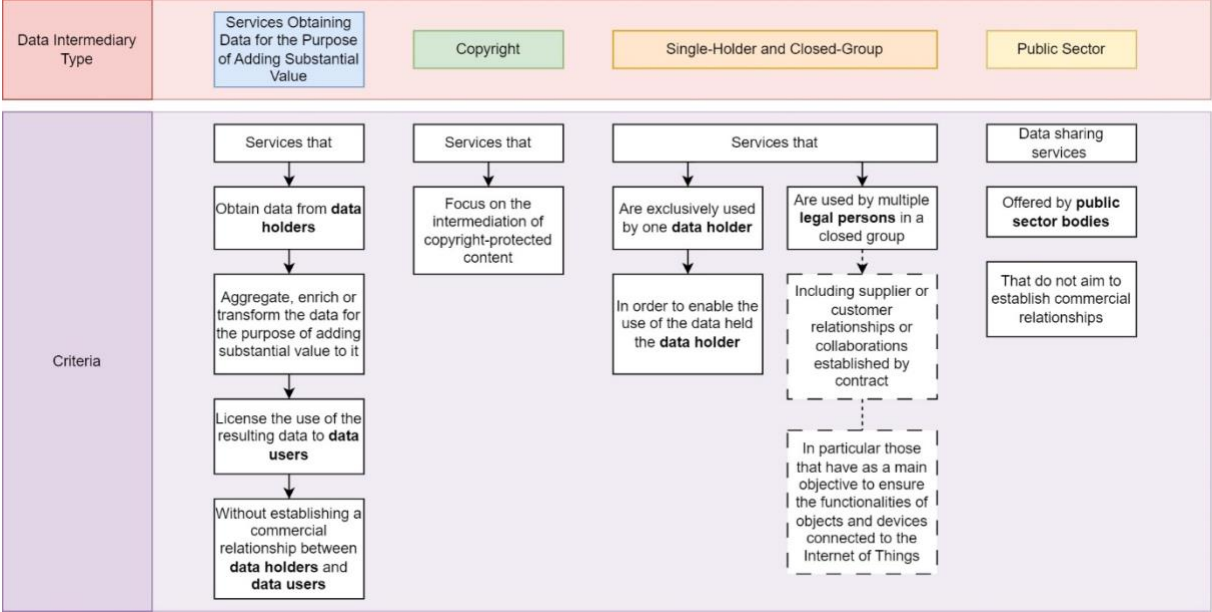 Data Intermediary
Type
Services Obtaining
Data for the Purpose
of Adding Substantial
Value
Copyright
Single-Holder and Closed-Group
Public Sector
Criteria
Services that
Obtain data from data
holders
Aggregate, enrich or
transform the data for
the purpose of adding
substantial value to it
License the use of the
resulting data to data
users
Without establishing a
commercial
relationship between
data holders and
data users
Services that
Focus on the
intermediation of
copyright-protected
content
Services that
Are exclusively used
by one data holder
In order to enable the
use of the data held
the data holder
Are used by multiple
legal persons in a
closed group
Including supplier or
customer
relationships or
collaborations
established by
contract
In particular those
that have as a main
objective to ensure
the functionalities of
objects and devices
connected to the
Internet of Things
Data sharing
services
Offered by public
sector bodies
That do not aim to
establish commercial
relationships